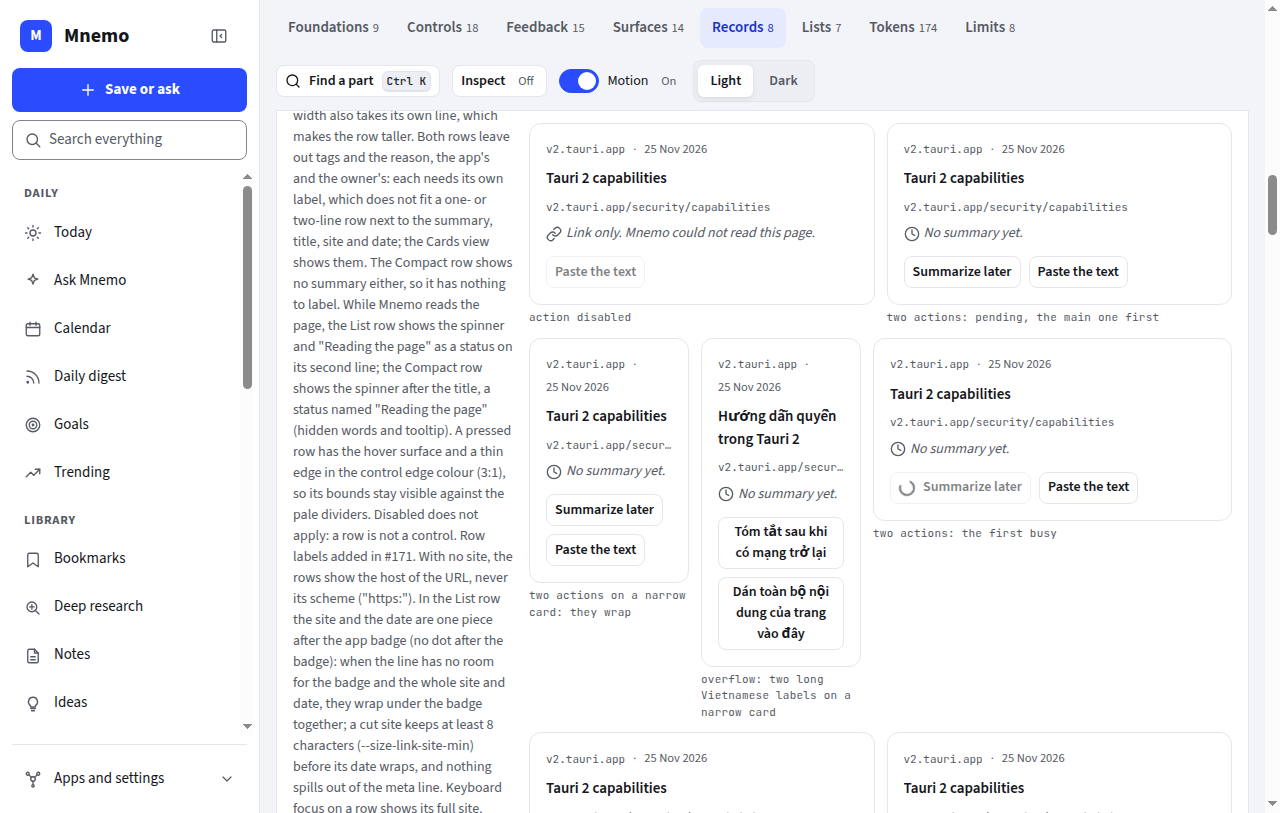 M Mnemo
Save or ask
Search everything
DAILY
Today
Ask Mnemo
Calendar
Daily digest
Goals
Trending
LIBRARY
Bookmarks
Deep research
Notes
Ideas
Apps and settings
Foundations 9 Controls 18 Feedback 15 Surfaces 14 Records 8 Lists 7 Tokens 174 Limits 8
Find a part Ctrl K Inspect Off Motion On Light Dark
width also takes its own line, which
makes the row taller. Both rows leave
out tags and the reason, the app's
and the owner's: each needs its own
label, which does not fit a one- or
two-line row next to the summary,
title, site and date; the Cards view
shows them. The Compact row shows
no summary either, so it has nothing
to label. While Mnemo reads the
page, the List row shows the spinner
and "Reading the page" as a status on
its second line; the Compact row
shows the spinner after the title, a
status named "Reading the page"
(hidden words and tooltip). A pressed
row has the hover surface and a thin
edge in the control edge colour (3:1),
so its bounds stay visible against the
pale dividers. Disabled does not
apply: a row is not a control. Row
labels added in #171. With no site, the
rows show the host of the URL, never
its scheme ("https:"). In the List row
the site and the date are one piece
after the app badge (no dot after the
badge): when the line has no room
for the badge and the whole site and
date, they wrap under the badge
together; a cut site keeps at least 8
characters (--size-link-site-min)
before its date wraps, and nothing
spills out of the meta line. Keyboard
focus on a row shows its full site,
v2.tauri.app · 25 Nov 2026
Tauri 2 capabilities
v2.tauri.app/security/capabilities
Link only. Mnemo could not read this page.
Paste the text
action disabled
v2.tauri.app · 25 Nov 2026
Tauri 2 capabilities
v2.tauri.app/security/capabilities
No summary yet.
Summarize later Paste the text
two actions: pending, the main one first
v2.tauri.app ·
25 Nov 2026
Tauri 2 capabilities
v2.tauri.app/secur…
No summary yet.
Summarize later
Paste the text
two actions on a narrow
card: they wrap
v2.tauri.app ·
25 Nov 2026
Hướng dẫn quyền
trong Tauri 2
v2.tauri.app/secur…
No summary yet.
Tóm tắt sau khi
có mạng trở lại
Dán toàn bộ nội
dung của trang
vào đây
overflow: two long
Vietnamese labels on a
narrow card
v2.tauri.app · 25 Nov 2026
Tauri 2 capabilities
v2.tauri.app/security/capabilities
No summary yet.
Summarize later Paste the text
two actions: the first busy
v2.tauri.app · 25 Nov 2026
Tauri 2 capabilities
v2.tauri.app · 25 Nov 2026
Tauri 2 capabilities